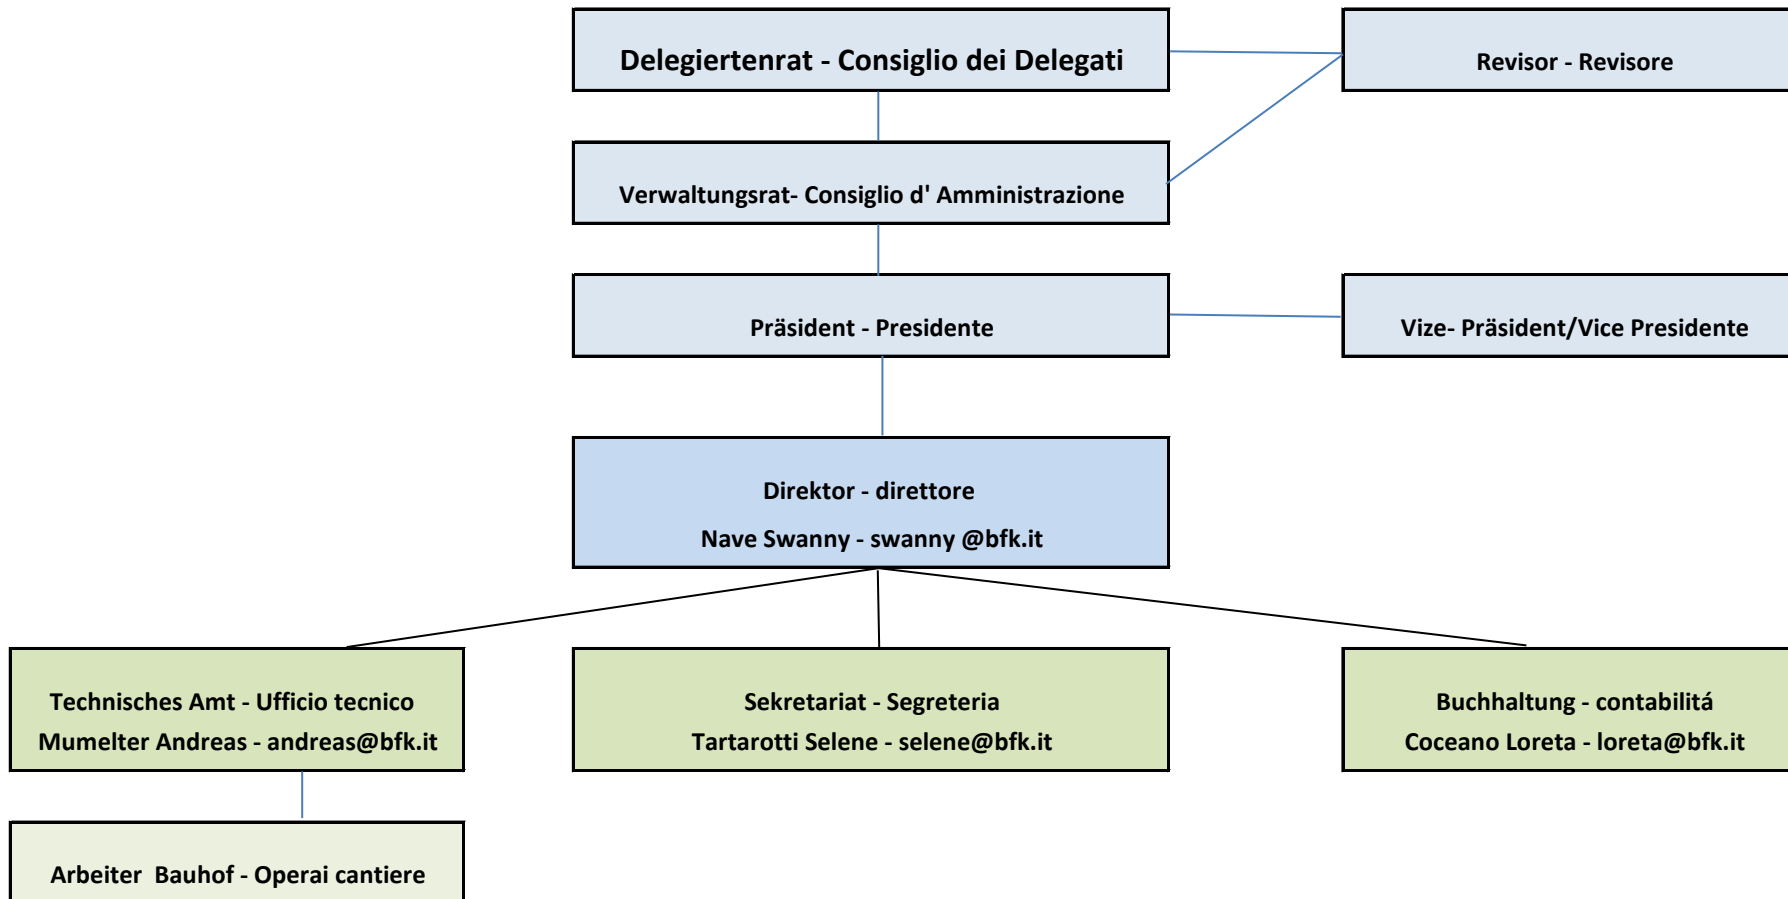 Delegiertenrat - Consiglio dei Delegati
Revisor - Revisore
Verwaltungsrat- Consiglio d' Amministrazione
Präsident - Presidente
Vize- Präsident/Vice Presidente
Direktor - direttore
Nave Swanny - swanny @bfk.it
Technisches Amt - Ufficio tecnico
Mumelter Andreas - andreas@bfk.it
Sekretariat - Segreteria
Tartarotti Selene - selene@bfk.it
Buchhaltung - contabilitá
Coceano Loreta - loreta@bfk.it
Arbeiter  Bauhof - Operai cantiere